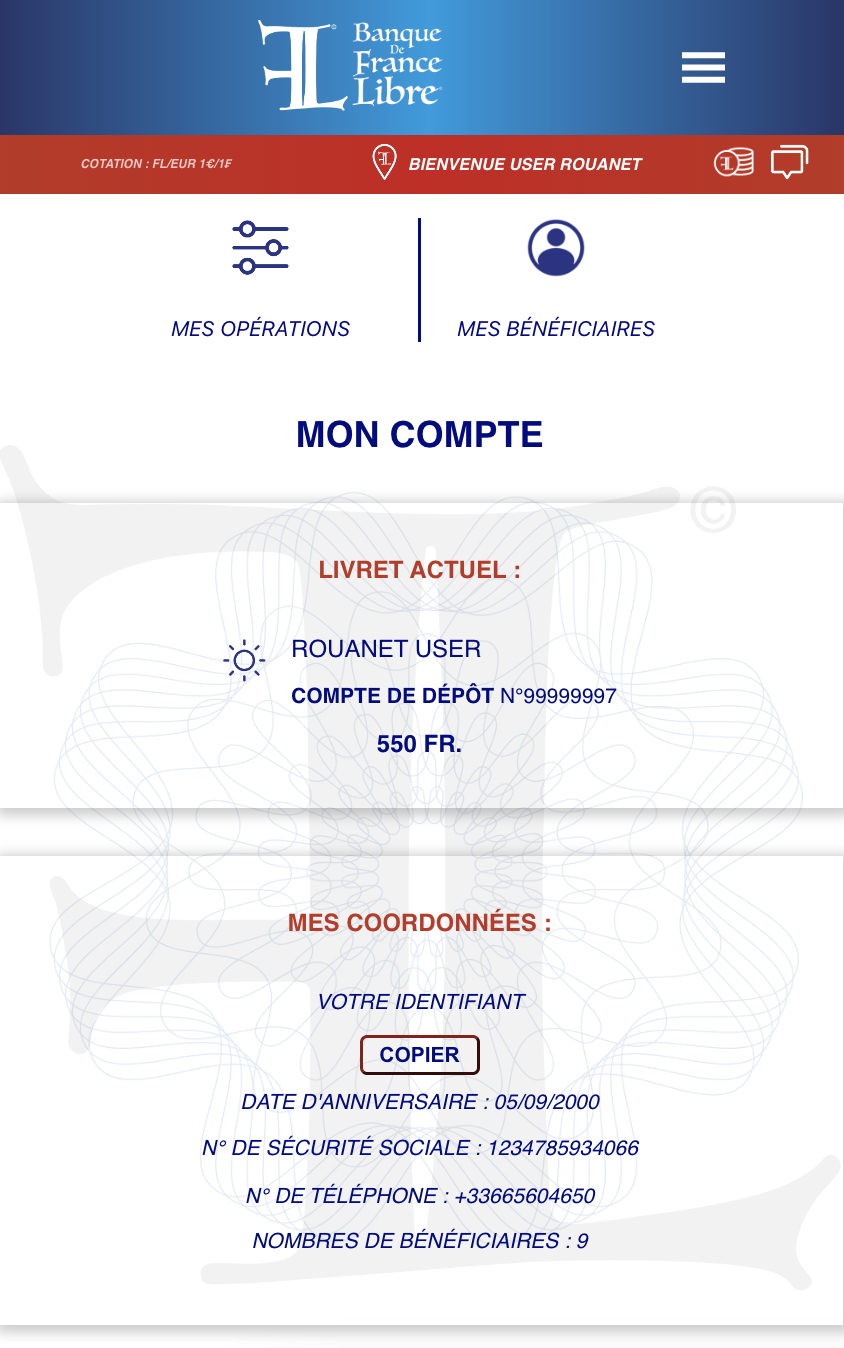 Banque
De
France
Libre
COTATION : FL/EUR 1€/1₣
BIENVENUE USER ROUANET
MES OPÉRATIONS
MES BÉNÉFICIAIRES
MON COMPTE
©
LIVRET ACTUEL :
ROUANET USER
COMPTE DE DÉPÔT N°99999997
550 FR.
MES COORDONNÉES :
VOTRE IDENTIFIANT
COPIER
DATE D'ANNIVERSAIRE : 05/09/2000
N° DE SÉCURITÉ SOCIALE : 1234785934066
N° DE TÉLÉPHONE : +33665604650
NOMBRES DE BÉNÉFICIAIRES : 9